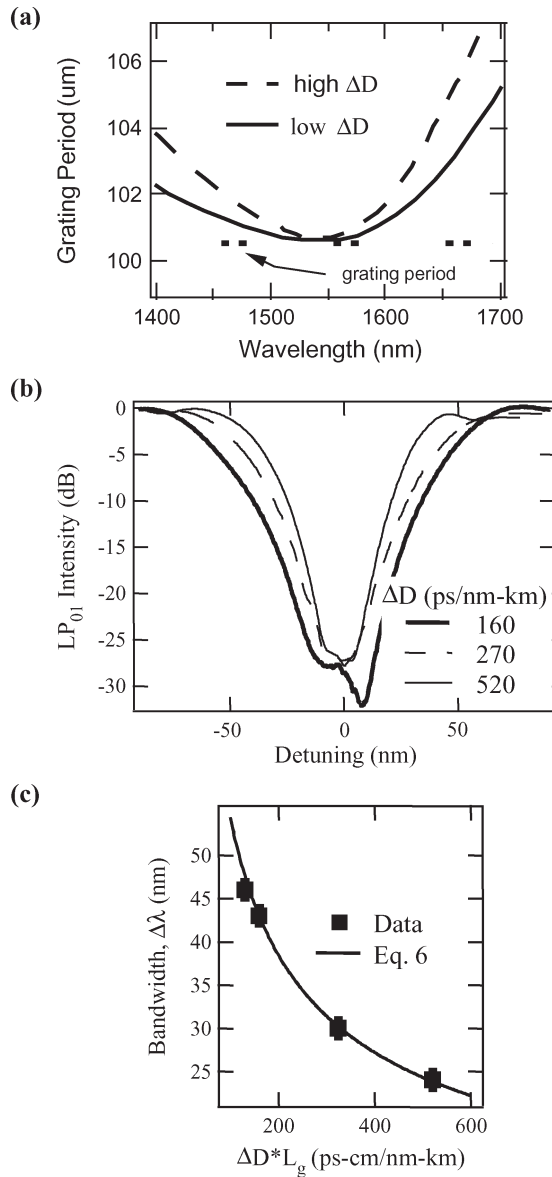 (a)
Grating Period (um)
106
104
102
100
high ΔD
low ΔD
grating period
1400
1500
1600
1700
Wavelength (nm)
(b)
LP01 Intensity (dB)
0
-5
-10
-15
-20
-25
-30
ΔD (ps/nm-km)
160
270
520
-50
0
50
Detuning (nm)
(c)
Bandwidth, Δλ (nm)
50
45
40
35
30
25
Data
Eq. 6
200
400
600
ΔD*Lg (ps-cm/nm-km)